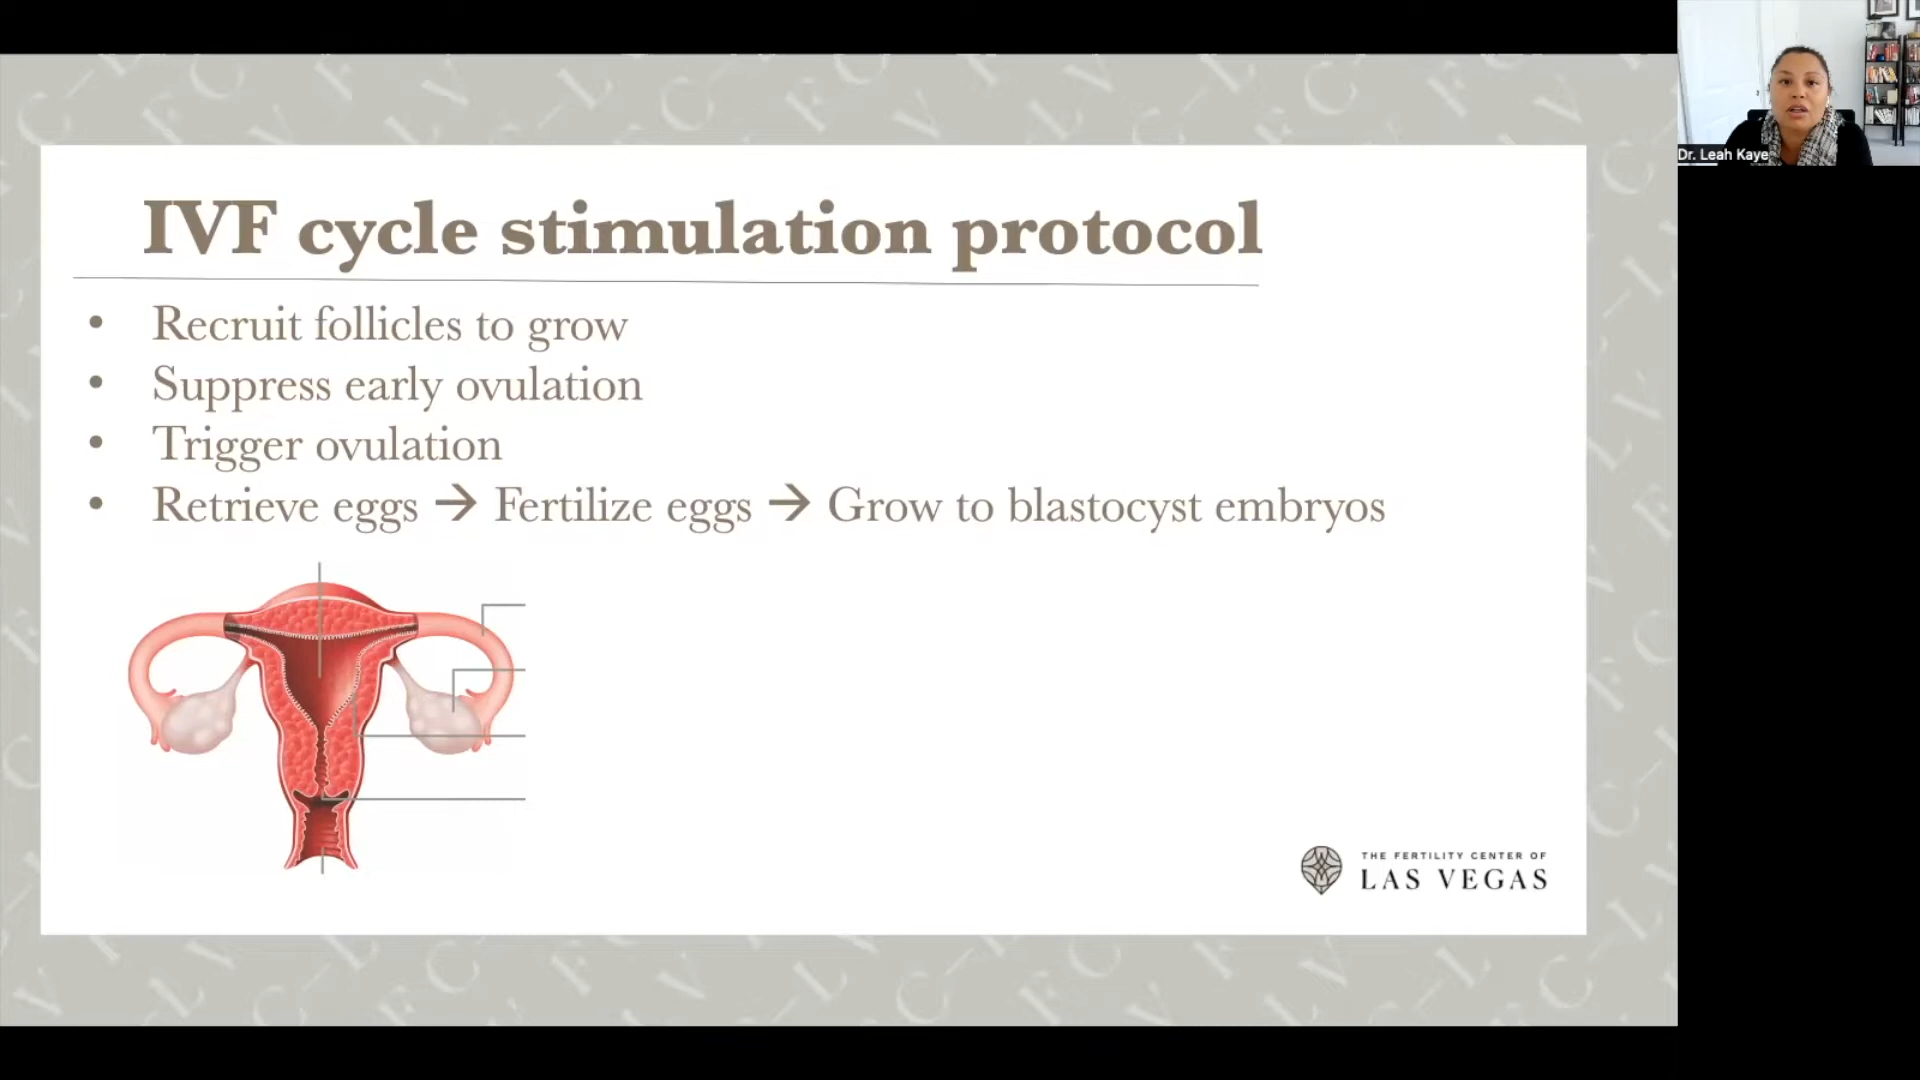 IVF cycle stimulation protocol
• Recruit follicles to grow
• Suppress early ovulation
• Trigger ovulation
• Retrieve eggs → Fertilize eggs → Grow to blastocyst embryos
THE FERTILITY CENTER OF
LAS VEGAS
Dr. Leah Kaye